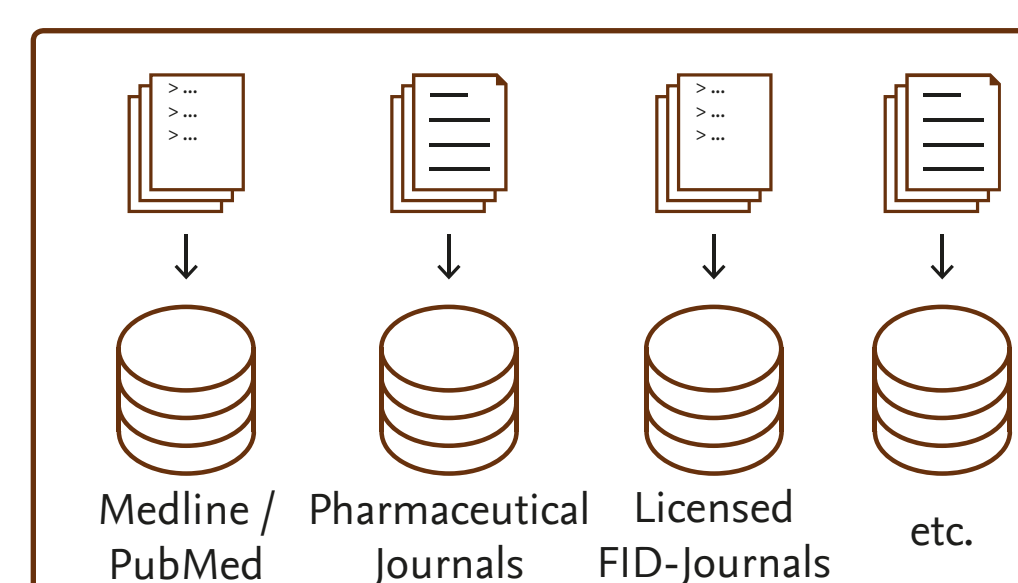 > ...
> ...
> ...
> ...
> ...
> ...
Medline /
PubMed
Pharmaceutical
Journals
Licensed
FID-Journals
etc.